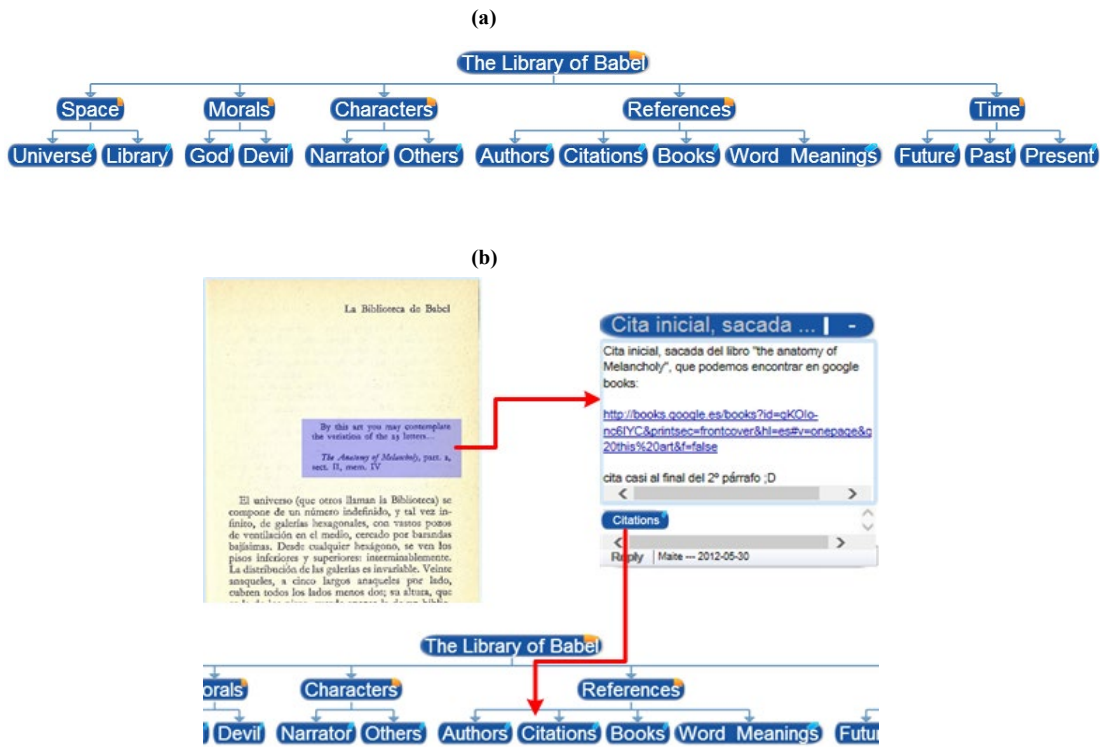 (a)
The Library of Babel
Space Morals Characters References Time
Universe Library God Devil Narrator Others Authors Citations Books Word Meanings Future Past Present
(b)
La Biblioteca de Babel
By this art you may contemplate
the variation of the 23 letters...
The Anatomy of Melancholy, part. 2,
sect. II, mem. IV
El universo (que otros llaman la Biblioteca) se
compone de un número indefinido, y tal vez in-
finito, de galerías hexagonales, con vastos pozos
de ventilación en el medio, cercado por barandas
bajísimas. Desde cualquier hexágono, se ven los
pisos inferiores y superiores: interminablemente.
La distribución de las galerías es invariable. Veinte
anaqueles, a cinco largos anaqueles por lado,
cubren todos los lados menos dos; su altura, que
Cita inicial, sacada ... -
Cita inicial, sacada del libro "the anatomy of
Melancholy", que podemos encontrar en google
books:
http://books.google.es/books?id=gKOIo-
nc6IYC&printsec=frontcover&hl=es#v=onepage&q
20this%20art&f=false
cita casi al final del 2º párrafo ;D
Citations
Reply Maite --- 2012-05-30
The Library of Babel
orals Characters References
Devil Narrator Others Authors Citations Books Word Meanings Futur